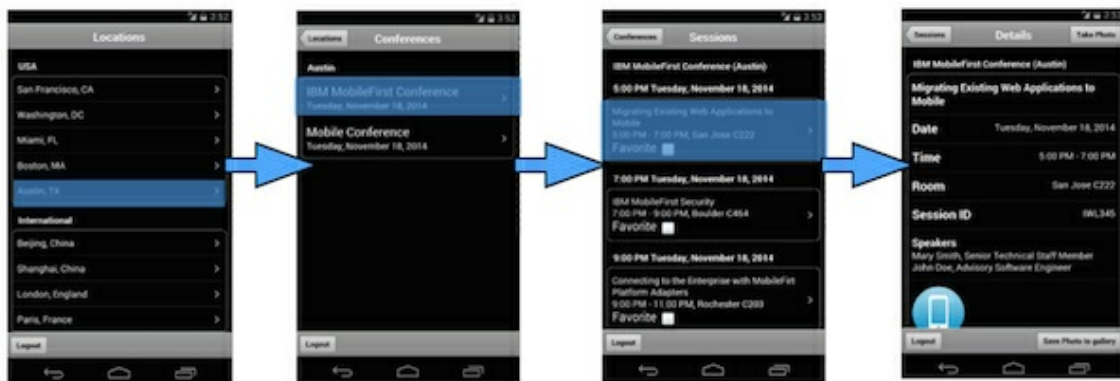 3:52
Locations
USA
San Francisco, CA
Washington, DC
Miami, FL
Boston, MA
Austin, TX
International
Beijing, China
Shanghai, China
London, England
Paris, France
Logout
3:52
Locations
Conferences
Austin
IBM MobileFirst Conference
Tuesday, November 18, 2014
Mobile Conference
Tuesday, November 18, 2014
Logout
3:53
Conferences
Sessions
IBM MobileFirst Conference (Austin)
5:00 PM Tuesday, November 18, 2014
Migrating Existing Web Applications to
Mobile
5:00 PM - 7:00 PM, San Jose C222
Favorite
7:00 PM Tuesday, November 18, 2014
IBM MobileFirst Security
7:00 PM - 9:00 PM, Boulder C454
Favorite
9:00 PM Tuesday, November 18, 2014
Connecting to the Enterprise with MobileFirt
Platform Adapters
9:00 PM - 11:00 PM, Rochester C203
Favorite
Logout
Sessions
Details
Take Photo
IBM MobileFirst Conference (Austin)
Migrating Existing Web Applications to
Mobile
Date Tuesday, November 18, 2014
Time 5:00 PM - 7:00 PM
Room San Jose C222
Session ID IWL345
Speakers
Mary Smith, Senior Technical Staff Member
John Doe, Advisory Software Engineer
Logout
Save Photo to gallery